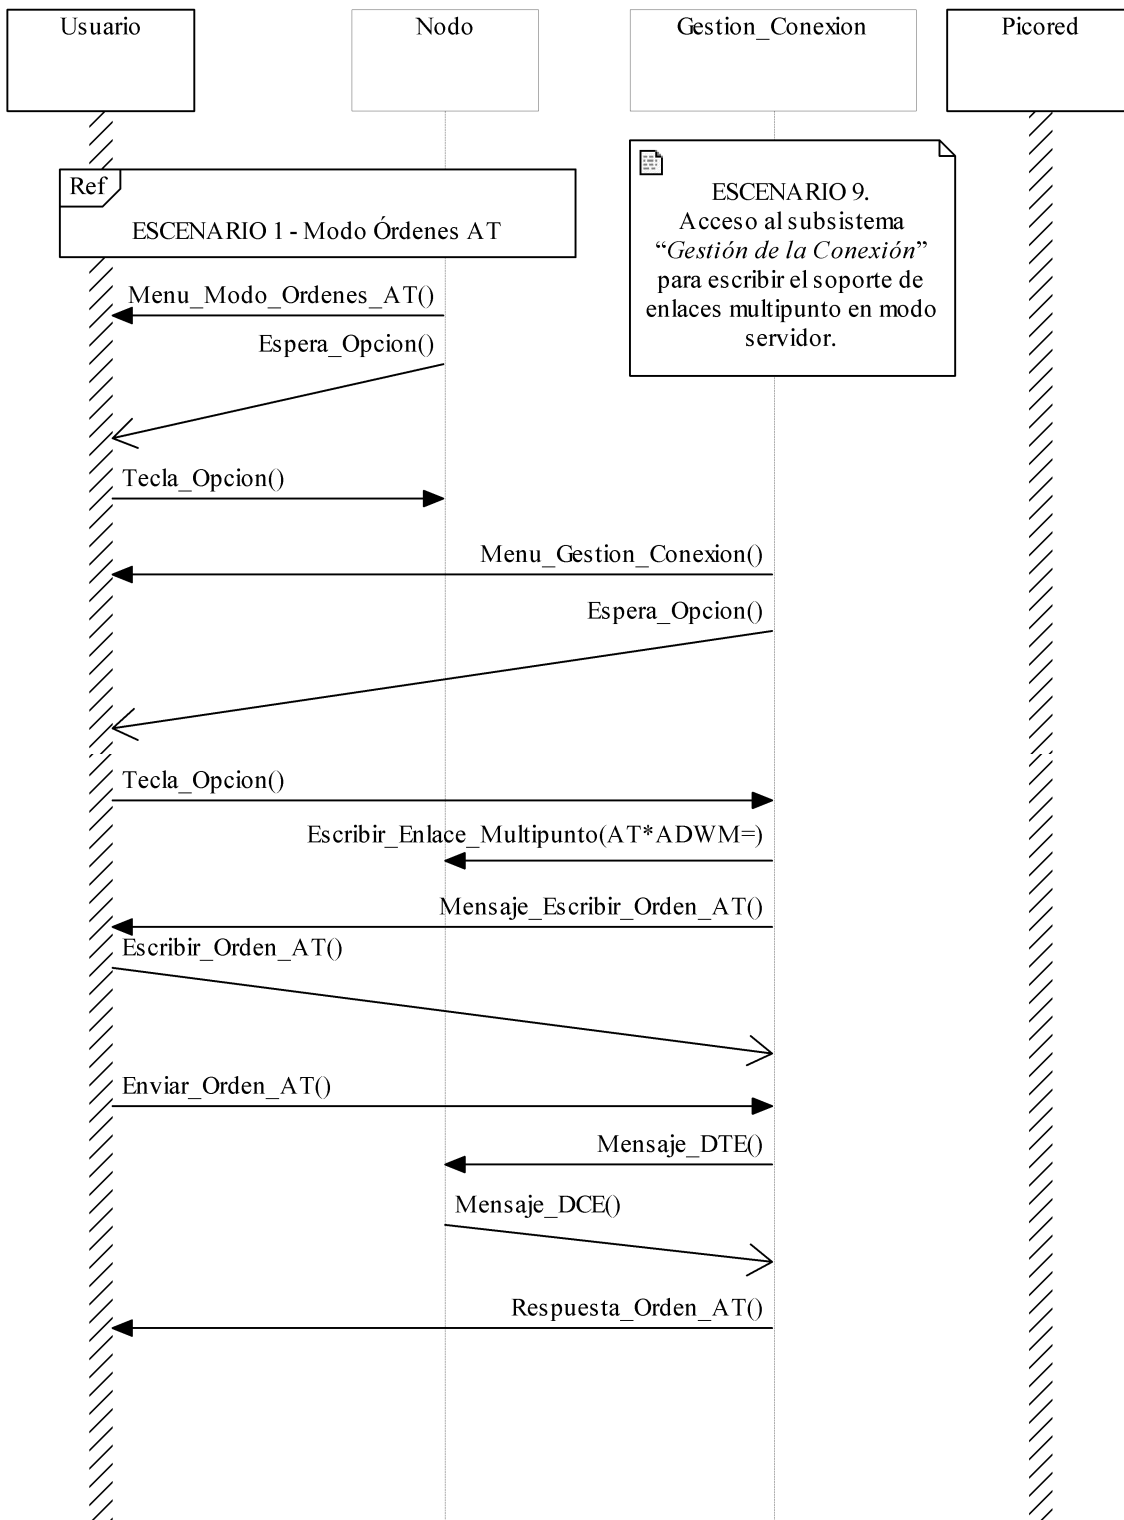 Usuario
Nodo
Gestion_Conexion
Picored
Ref
ESCENARIO 1 - Modo Órdenes AT
ESCENARIO 9.
Acceso al subsistema
“Gestión de la Conexión”
para escribir el soporte de
enlaces multipunto en modo
servidor.
Menu_Modo_Ordenes_AT()
Espera_Opcion()
Tecla_Opcion()
Menu_Gestion_Conexion()
Espera_Opcion()
Tecla_Opcion()
Escribir_Enlace_Multipunto(AT*ADWM=)
Mensaje_Escribir_Orden_AT()
Escribir_Orden_AT()
Enviar_Orden_AT()
Mensaje_DTE()
Mensaje_DCE()
Respuesta_Orden_AT()